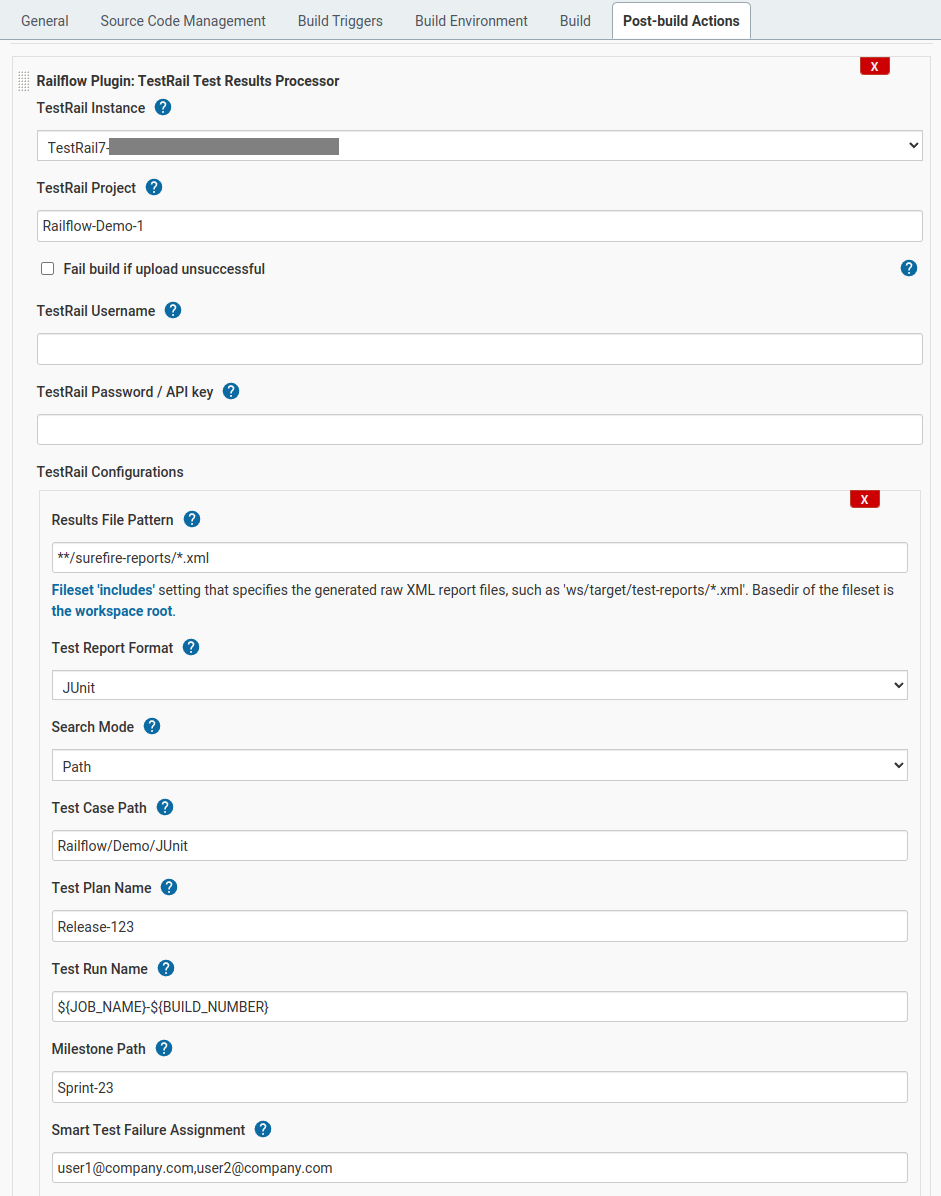 General Source Code Management Build Triggers Build Environment Build Post-build Actions
X
Railflow Plugin: TestRail Test Results Processor
TestRail Instance ?
TestRail7-
TestRail Project ?
Railflow-Demo-1
Fail build if upload unsuccessful ?
TestRail Username ?
TestRail Password / API key ?
TestRail Configurations
X
Results File Pattern ?
**/surefire-reports/*.xml
Fileset 'includes' setting that specifies the generated raw XML report files, such as 'ws/target/test-reports/*.xml'. Basedir of the fileset is
the workspace root.
Test Report Format ?
JUnit
Search Mode ?
Path
Test Case Path ?
Railflow/Demo/JUnit
Test Plan Name ?
Release-123
Test Run Name ?
${JOB_NAME}-${BUILD_NUMBER}
Milestone Path ?
Sprint-23
Smart Test Failure Assignment ?
user1@company.com,user2@company.com